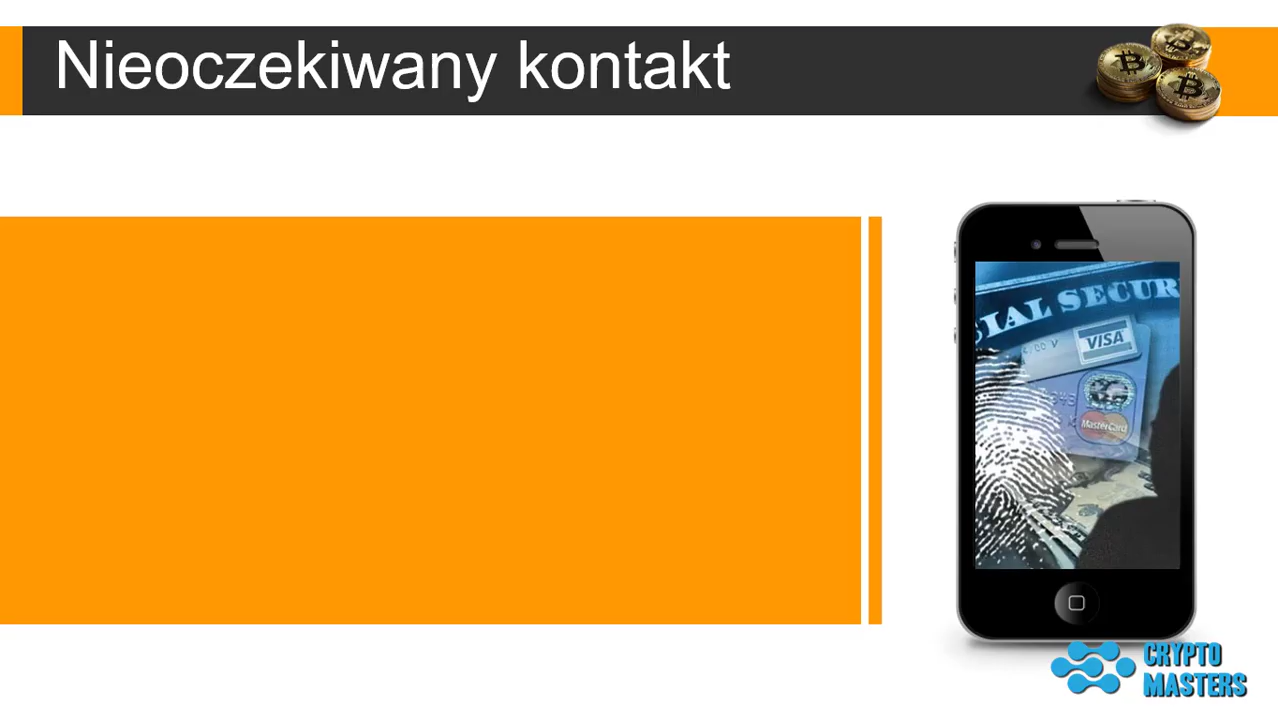 Nieoczekiwany kontakt
IAL SECUR
VISA
MasterCard
CRYPTO
MASTERS